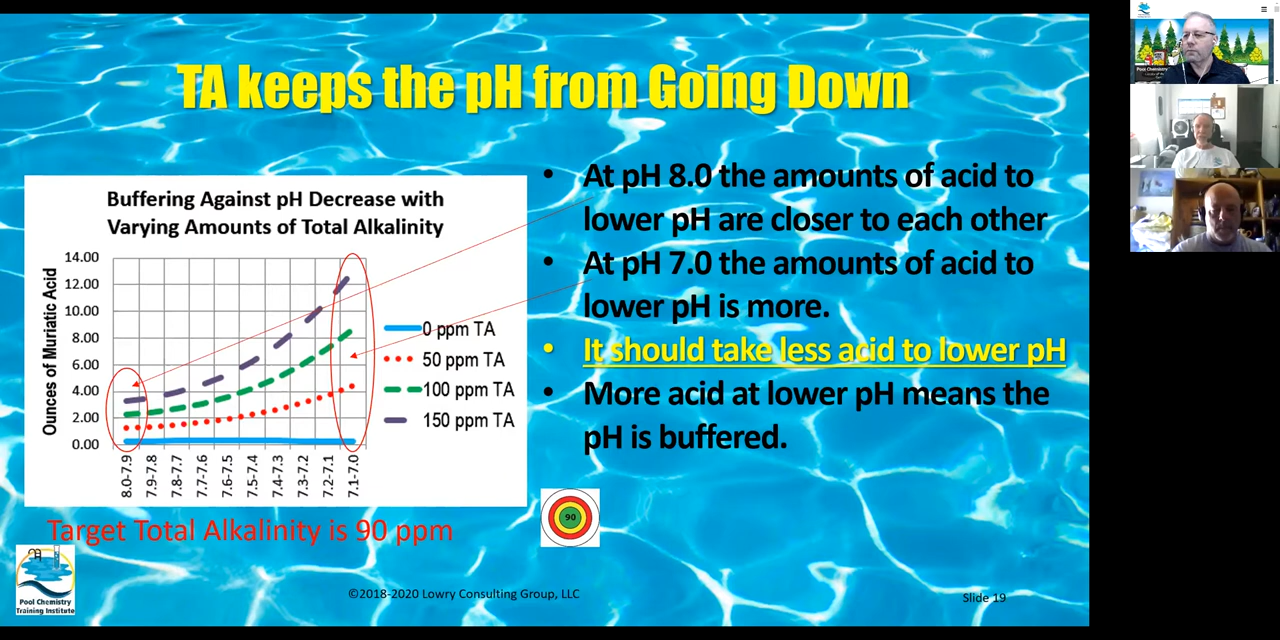 TA keeps the pH from Going Down
Buffering Against pH Decrease with
Varying Amounts of Total Alkalinity
Ounces of Muriatic Acid
14.00
12.00
10.00
8.00
6.00
4.00
2.00
0.00
8.0-7.9
7.9-7.8
7.8-7.7
7.7-7.6
7.6-7.5
7.5-7.4
7.4-7.3
7.3-7.2
7.2-7.1
7.1-7.0
0 ppm TA
50 ppm TA
100 ppm TA
150 ppm TA
• At pH 8.0 the amounts of acid to
lower pH are closer to each other
• At pH 7.0 the amounts of acid to
lower pH is more.
• It should take less acid to lower pH
• More acid at lower pH means the
pH is buffered.
90
Target Total Alkalinity is 90 ppm
Pool Chemistry
Training Institute
©2018-2020 Lowry Consulting Group, LLC
Slide 19
Pool Chemistry